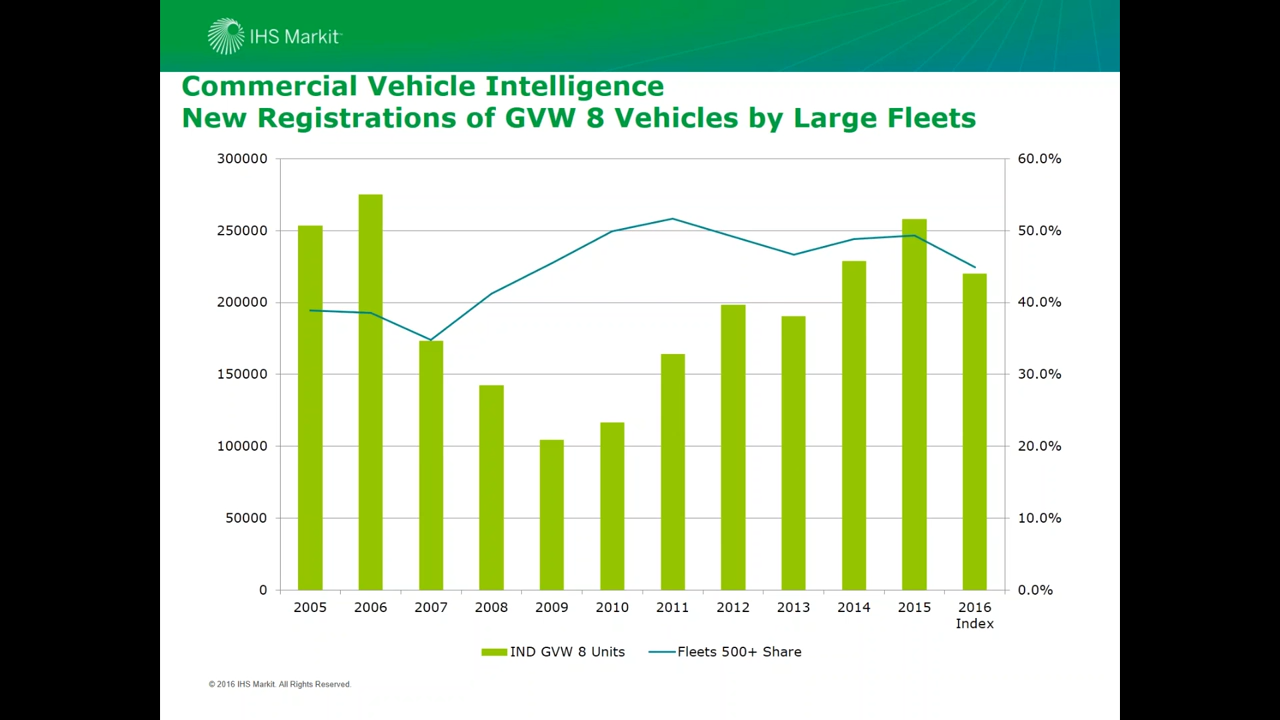 IHS Markit
Commercial Vehicle Intelligence
New Registrations of GVW 8 Vehicles by Large Fleets
300000 60.0%
250000 50.0%
200000 40.0%
150000 30.0%
100000 20.0%
50000 10.0%
0 0.0%
2005 2006 2007 2008 2009 2010 2011 2012 2013 2014 2015 2016
Index
IND GVW 8 Units Fleets 500+ Share
© 2016 IHS Markit. All Rights Reserved.